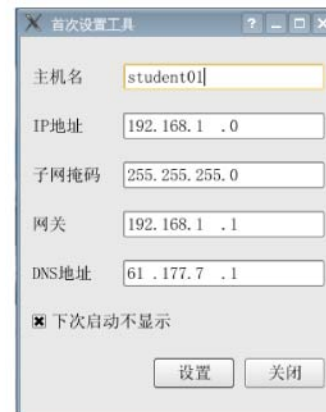 首次设置工具
主机名 student01
IP地址 192.168.1 .0
子网掩码 255.255.255.0
网关 192.168.1 .1
DNS地址 61 .177.7 .1
下次启动不显示
设置 关闭